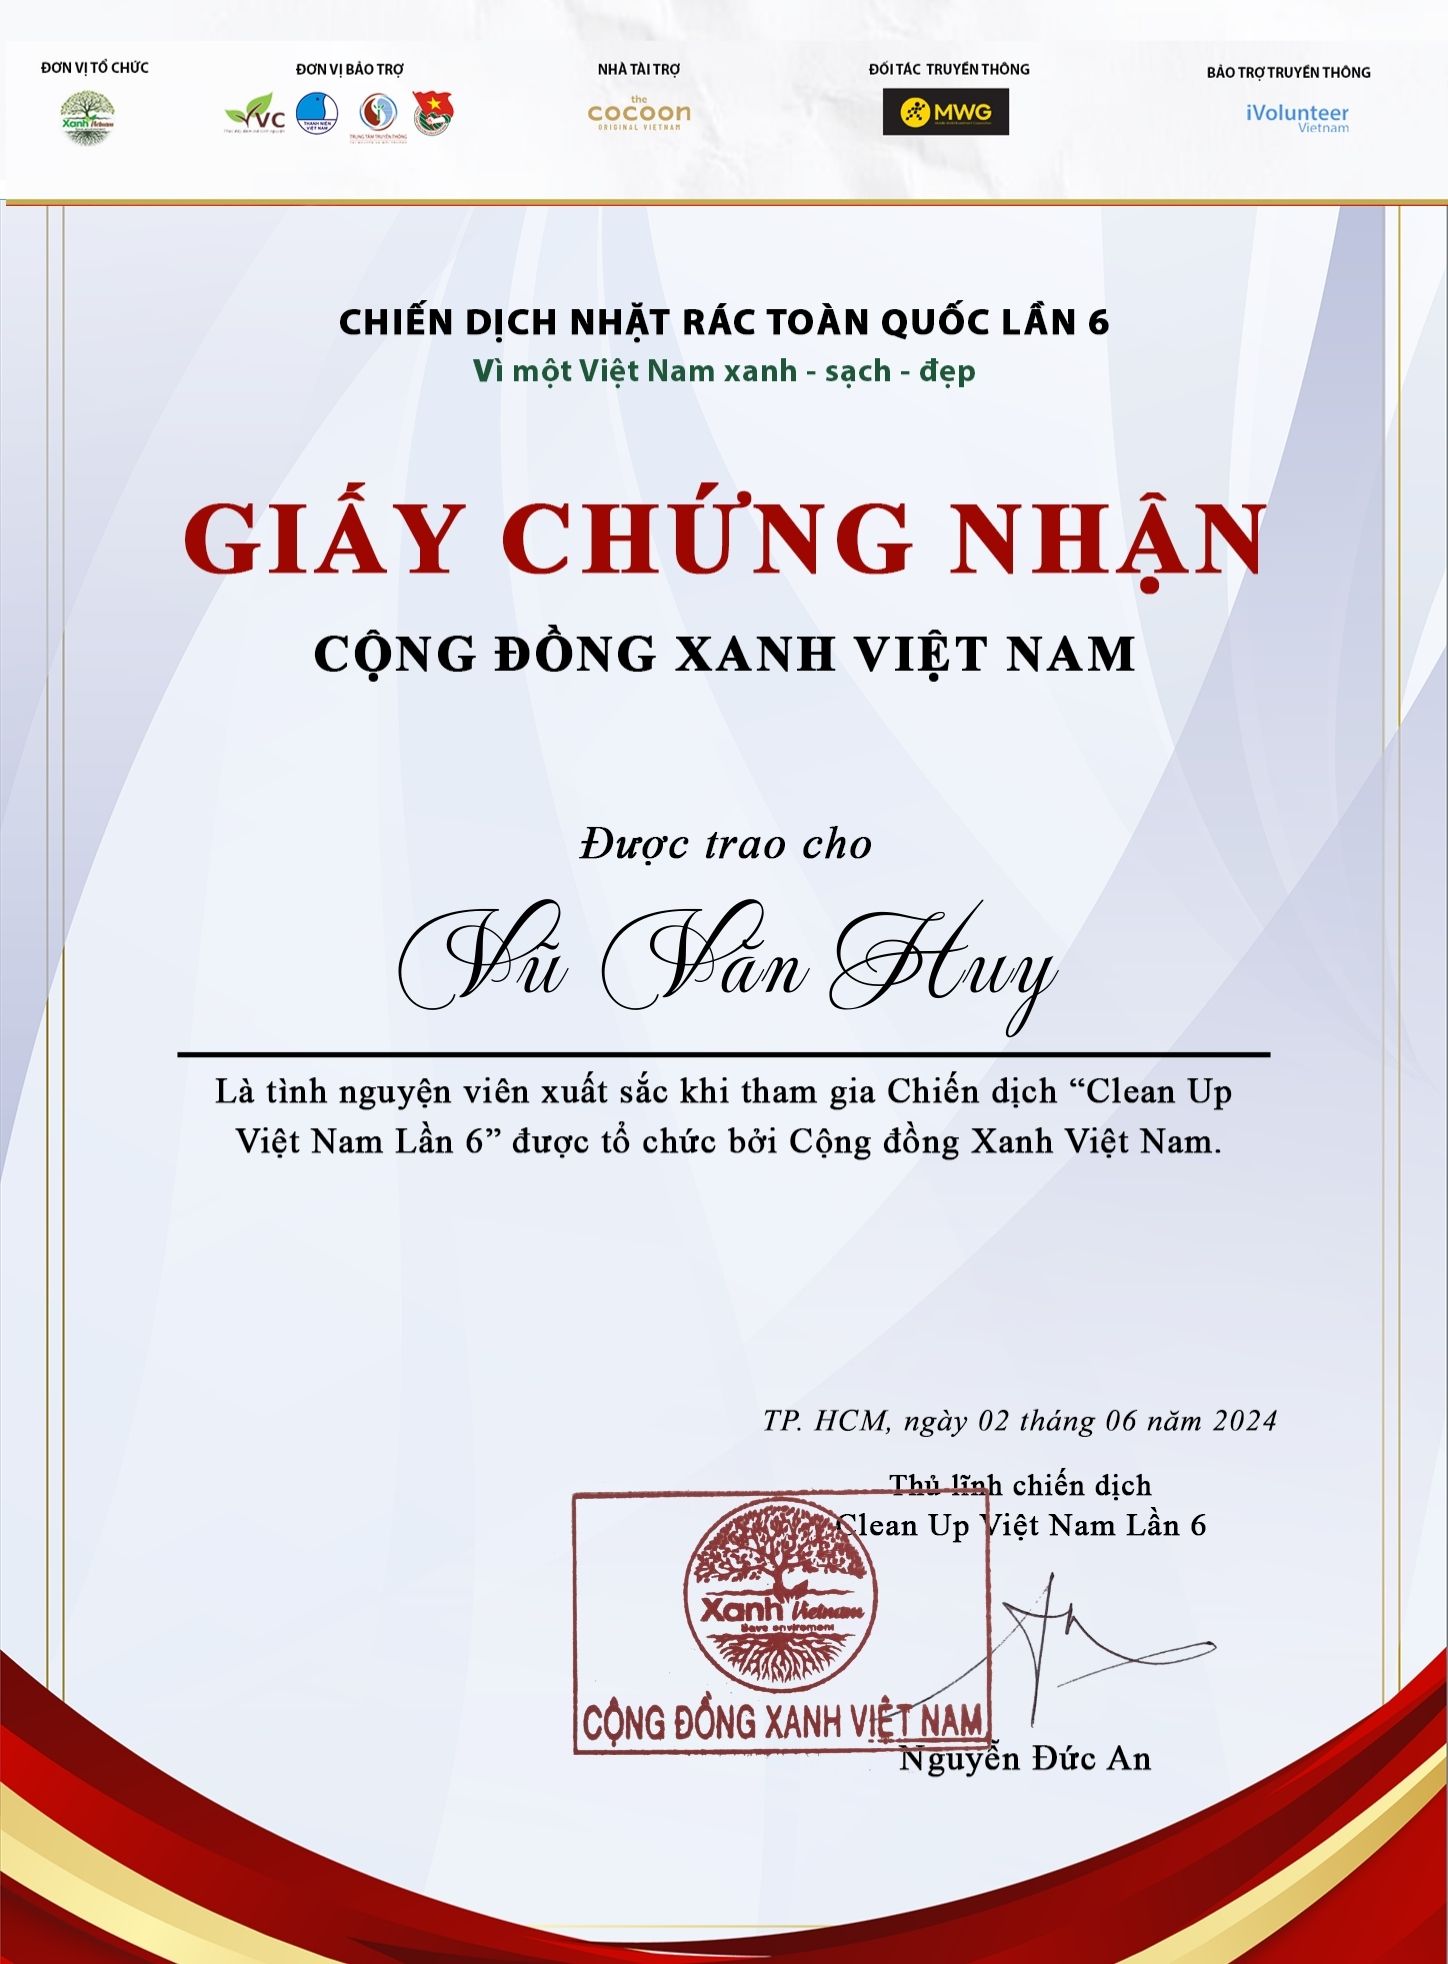 ĐƠN VỊ TỔ CHỨC
ĐƠN VỊ BẢO TRỢ
NHÀ TÀI TRỢ
ĐỐI TÁC TRUYỀN THÔNG
BẢO TRỢ TRUYỀN THÔNG
Xanh Vietnam
VVC
THANH NIÊN
VIỆT NAM
TRUNG TÂM TRUYỀN THÔNG
the
cocoon
ORIGINAL VIETNAM
MWG
iVolunteer
Vietnam
CHIẾN DỊCH NHẶT RÁC TOÀN QUỐC LẦN 6
Vì một Việt Nam xanh - sạch - đẹp
GIẤY CHỨNG NHẬN
CỘNG ĐỒNG XANH VIỆT NAM
Được trao cho
Vũ Văn Huy
Là tình nguyện viên xuất sắc khi tham gia Chiến dịch “Clean Up
Việt Nam Lần 6” được tổ chức bởi Cộng đồng Xanh Việt Nam.
TP. HCM, ngày 02 tháng 06 năm 2024
Thủ lĩnh chiến dịch
Clean Up Việt Nam Lần 6
Xanh Vietnam
Save enviroment
CỘNG ĐỒNG XANH VIỆT NAM
Nguyễn Đức An